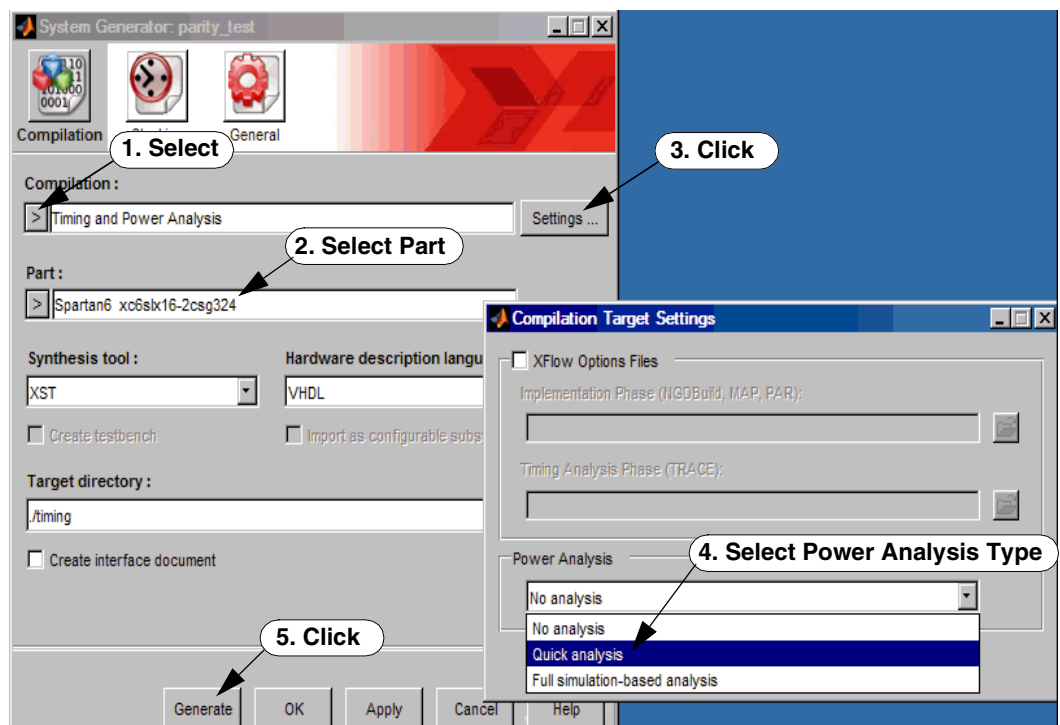 System Generator: parity_test
Compilation
General
1. Select
3. Click
Compilation :
> Timing and Power Analysis
Settings ...
2. Select Part
Part :
> Spartan6 xc6slx16-2csg324
Compilation Target Settings
Synthesis tool :
Hardware description langu
XST
VHDL
Create testbench
Import as configurable subs
XFlow Options Files
Implementation Phase (NGDBuild, MAP, PAR):
Timing Analysis Phase (TRACE):
Target directory :
./timing
Create interface document
Power Analysis
4. Select Power Analysis Type
No analysis
No analysis
Quick analysis
Full simulation-based analysis
5. Click
Generate
OK
Apply
Cancel
Help